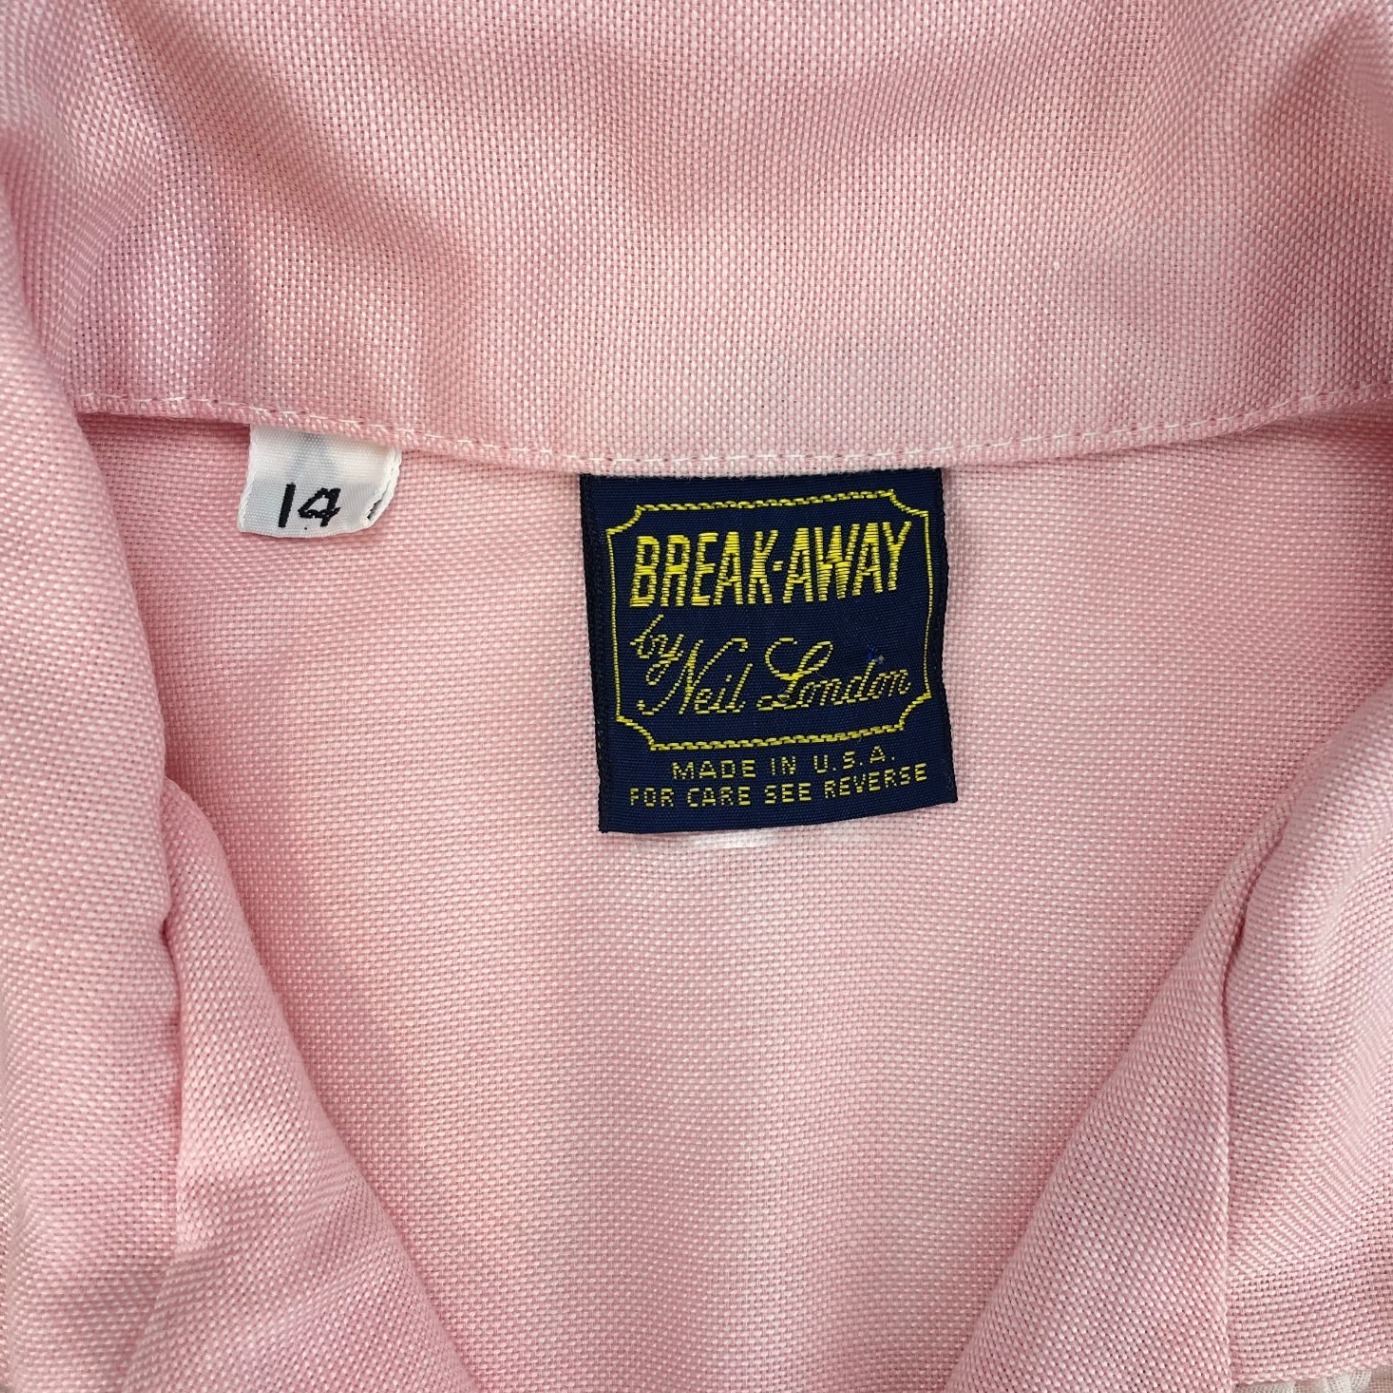 14
BREAK-AWAY
by
Neil London
MADE IN U.S.A.
FOR CARE SEE REVERSE